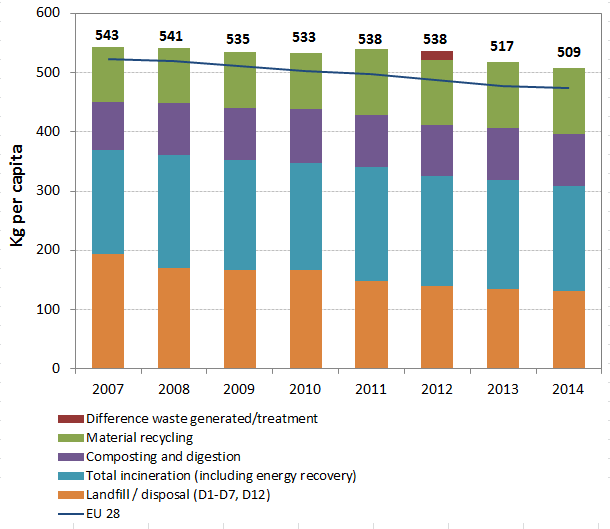 600
543 541 535 533 538 538 517 509
500
400
300
200
100
0
Kg per capita
2007 2008 2009 2010 2011 2012 2013 2014
Difference waste generated/treatment
Material recycling
Composting and digestion
Total incineration (including energy recovery)
Landfill / disposal (D1-D7, D12)
EU 28